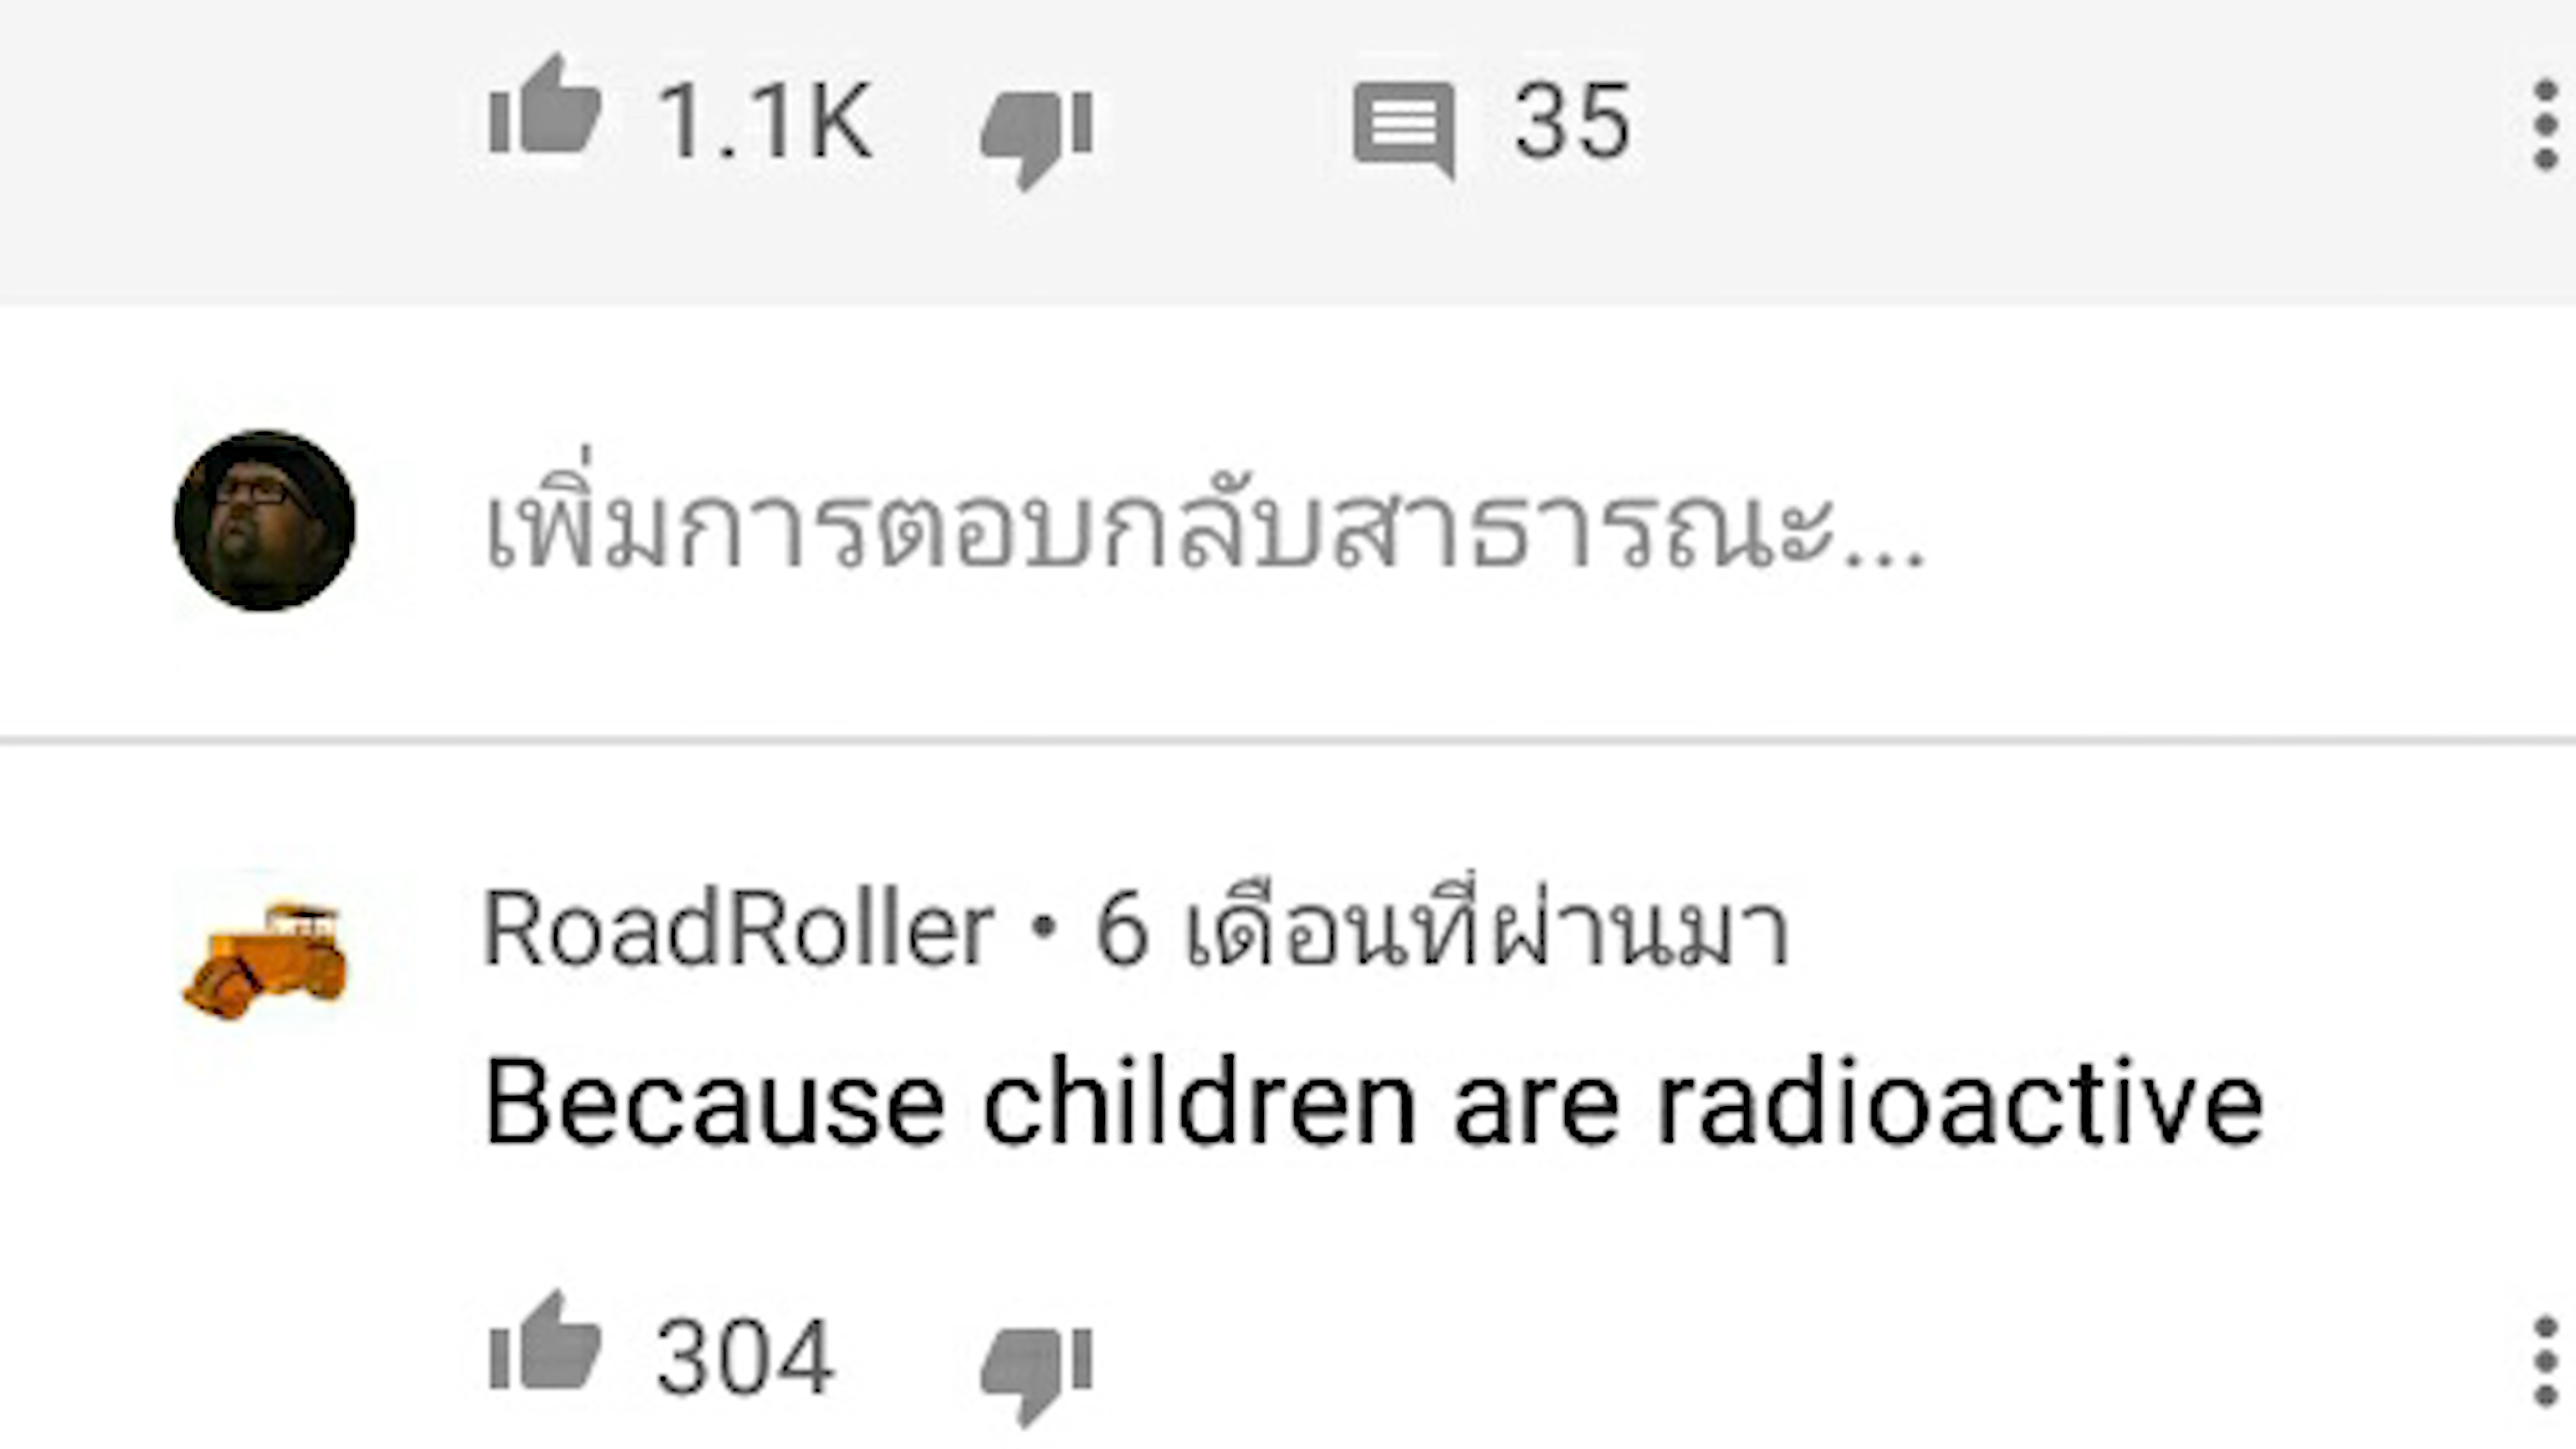 1.1K 35
เพิ่มการตอบกลับสาธารณะ...
RoadRoller • 6 เดือนที่ผ่านมา
Because children are radioactive
304